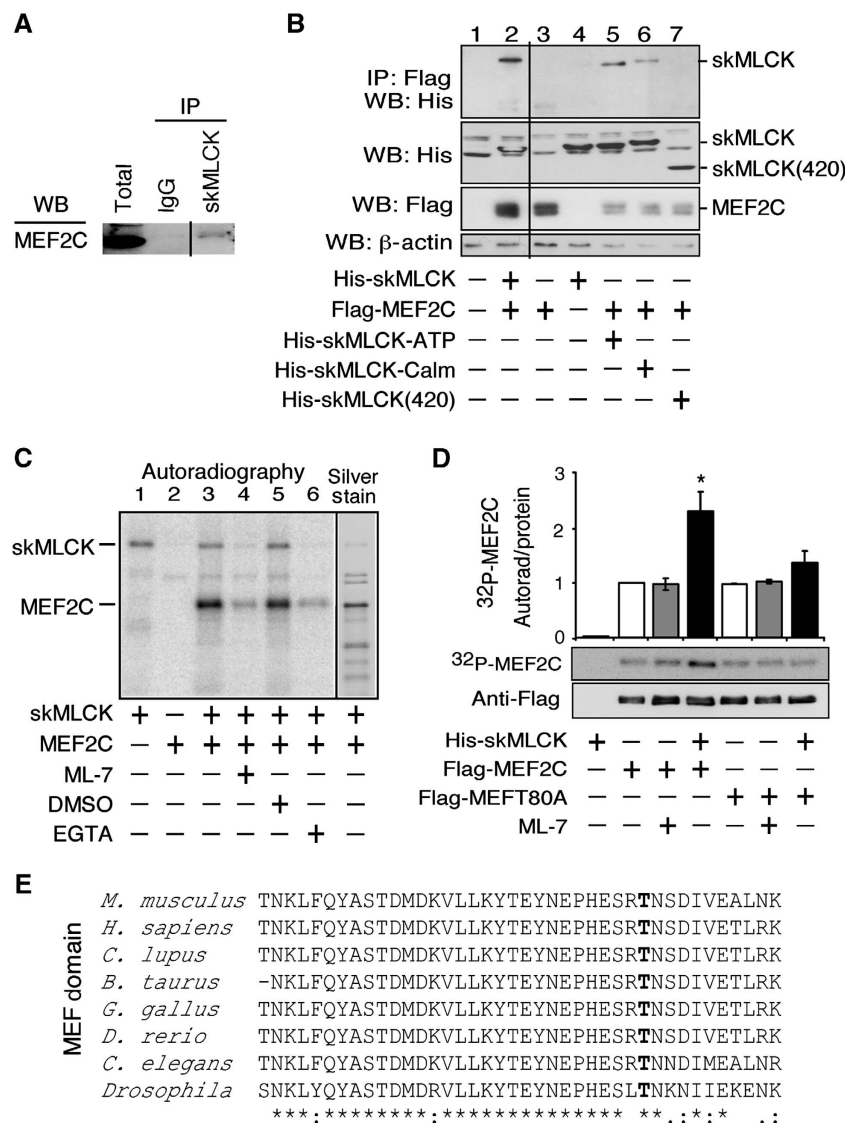 A
IP
WB
Total
IgG
skMLCK
MEF2C
B
1 2 3 4 5 6 7
IP: Flag
WB: His
skMLCK
WB: His
skMLCK
skMLCK(420)
WB: Flag
MEF2C
WB: β-actin
His-skMLCK – + – + – – –
Flag-MEF2C – + + – + + +
His-skMLCK-ATP – – – – + – –
His-skMLCK-Calm – – – – – + –
His-skMLCK(420) – – – – – – +
C
Autoradiography
Silver
stain
1 2 3 4 5 6
skMLCK
MEF2C
skMLCK + – + + + + +
MEF2C – + + + + + +
ML-7 – – – + – – –
DMSO – – – – + – –
EGTA – – – – – + –
D
32P-MEF2C
Autorad/protein
3
2
1
0
*
32P-MEF2C
Anti-Flag
His-skMLCK + – – + – – +
Flag-MEF2C – + + + – – –
Flag-MEFT80A – – – – + + +
ML-7 – – + – – + –
E
MEF domain
M. musculus TNKLFQYASTDMDKVLLKYTEYNEPHESRTNSDIVEALNK
H. sapiens TNKLFQYASTDMDKVLLKYTEYNEPHESRTNSDIVETLRK
C. lupus TNKLFQYASTDMDKVLLKYTEYNEPHESRTNSDIVETLRK
B. taurus -NKLFQYASTDMDKVLLKYTEYNEPHESRTNSDIVETLRK
G. gallus TNKLFQYASTDMDKVLLKYTEYNEPHESRTNSDIVETLRK
D. rerio TNKLFQYASTDMDKVLLKYTEYNEPHESRTNSDIVETLRK
C. elegans TNKLFQYASTDMDKVLLKYTEYNEPHESRTNNDIMEALNR
Drosophila SNKLYQYASTDMDRVLLKYTEYNEPHESLTNKNIIEKENK
***:********:************** **.:*:* .: